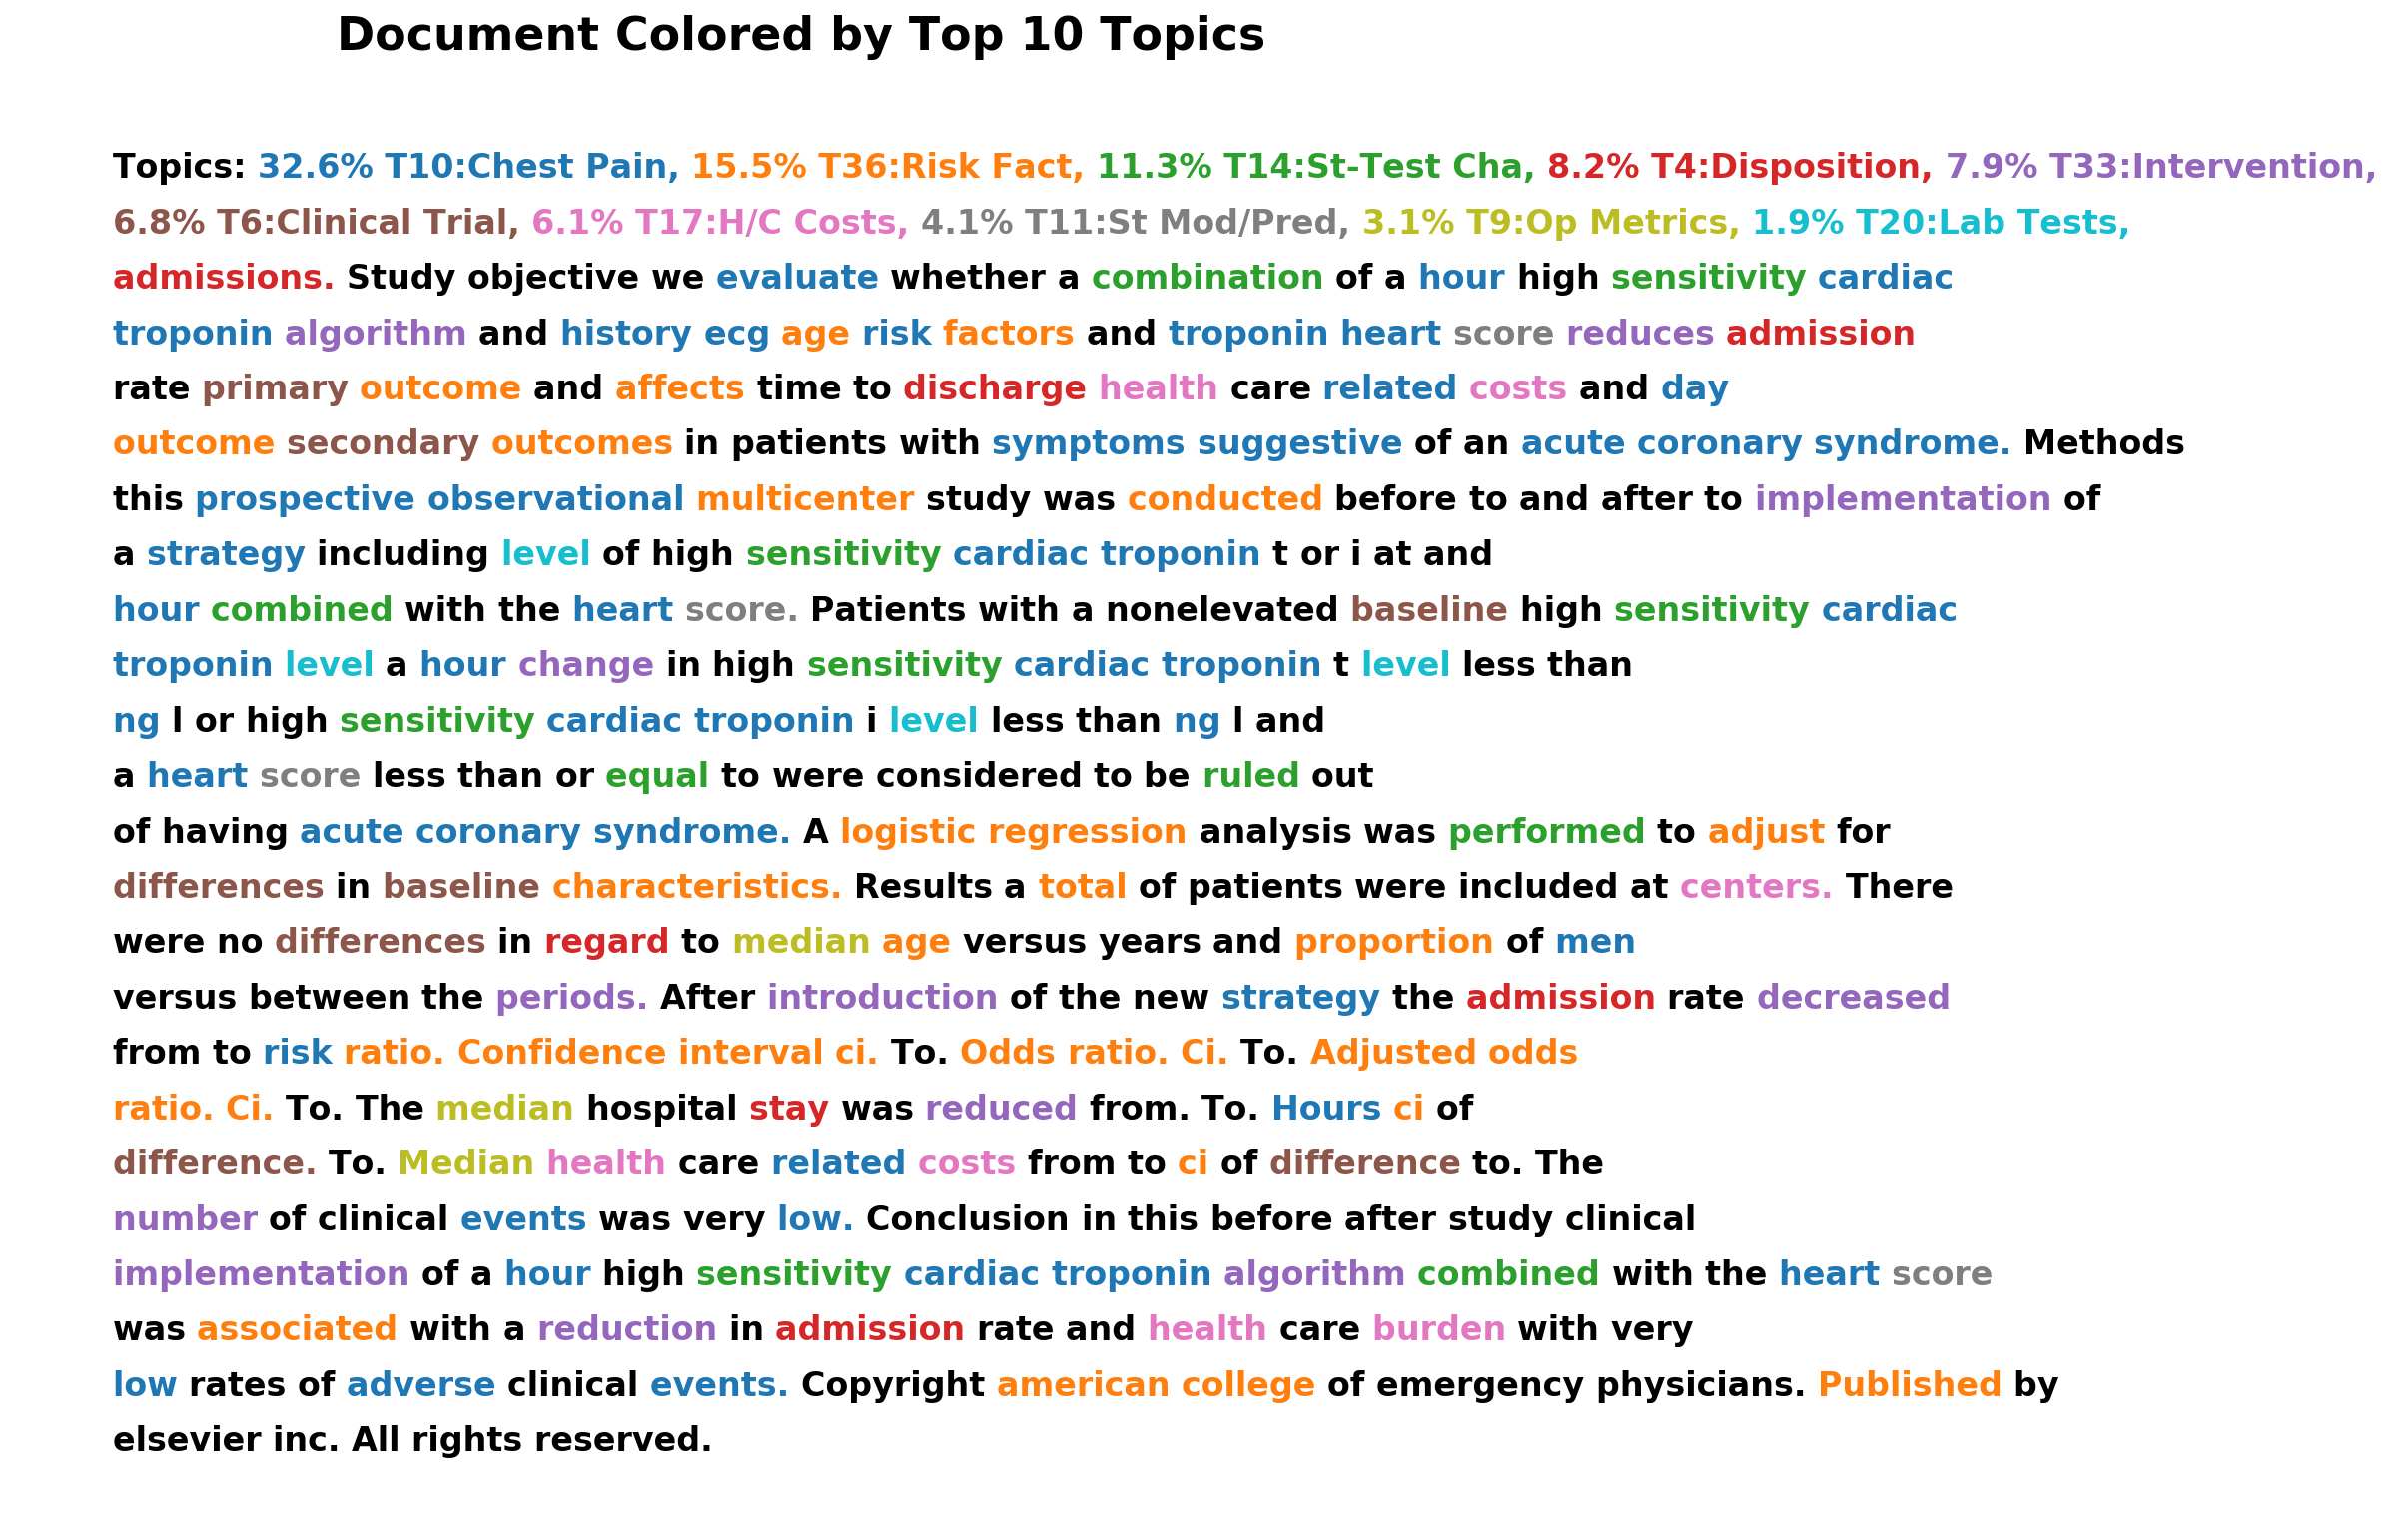 Document Colored by Top 10 Topics
Topics: 32.6% T10:Chest Pain, 15.5% T36:Risk Fact, 11.3% T14:St-Test Cha, 8.2% T4:Disposition, 7.9% T33:Intervention,
6.8% T6:Clinical Trial, 6.1% T17:H/C Costs, 4.1% T11:St Mod/Pred, 3.1% T9:Op Metrics, 1.9% T20:Lab Tests,
admissions. Study objective we evaluate whether a combination of a hour high sensitivity cardiac
troponin algorithm and history ecg age risk factors and troponin heart score reduces admission
rate primary outcome and affects time to discharge health care related costs and day
outcome secondary outcomes in patients with symptoms suggestive of an acute coronary syndrome. Methods
this prospective observational multicenter study was conducted before to and after to implementation of
a strategy including level of high sensitivity cardiac troponin t or i at and
hour combined with the heart score. Patients with a nonelevated baseline high sensitivity cardiac
troponin level a hour change in high sensitivity cardiac troponin t level less than
ng l or high sensitivity cardiac troponin i level less than ng l and
a heart score less than or equal to were considered to be ruled out
of having acute coronary syndrome. A logistic regression analysis was performed to adjust for
differences in baseline characteristics. Results a total of patients were included at centers. There
were no differences in regard to median age versus years and proportion of men
versus between the periods. After introduction of the new strategy the admission rate decreased
from to risk ratio. Confidence interval ci. To. Odds ratio. Ci. To. Adjusted odds
ratio. Ci. To. The median hospital stay was reduced from. To. Hours ci of
difference. To. Median health care related costs from to ci of difference to. The
number of clinical events was very low. Conclusion in this before after study clinical
implementation of a hour high sensitivity cardiac troponin algorithm combined with the heart score
was associated with a reduction in admission rate and health care burden with very
low rates of adverse clinical events. Copyright american college of emergency physicians. Published by
elsevier inc. All rights reserved.